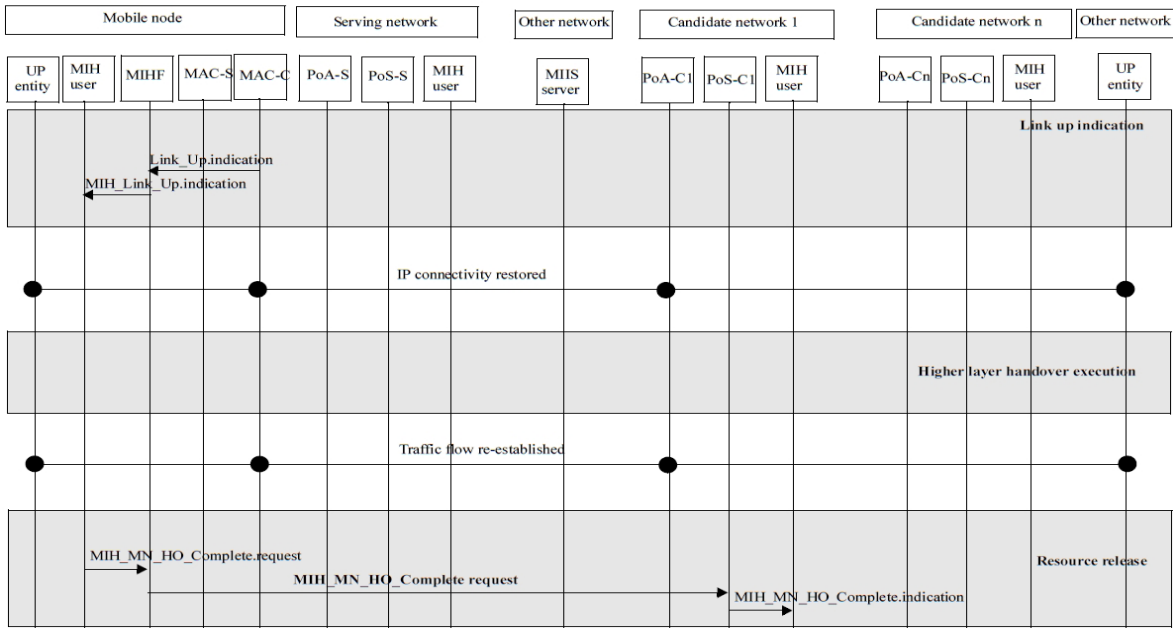 Mobile node
Serving network
Other network
Candidate network 1
Candidate network n
Other network
UP
entity
MIH
user
MIHF
MAC-S
MAC-C
PoA-S
PoS-S
MIH
user
MIIS
server
PoA-C1
PoS-C1
MIH
user
PoA-Cn
PoS-Cn
MIH
user
UP
entity
Link up indication
Link_Up.indication
MIH_Link_Up.indication
IP connectivity restored
Higher layer handover execution
Traffic flow re-established
MIH_MN_HO_Complete.request
Resource release
MIH_MN_HO_Complete request
MIH_MN_HO_Complete.indication